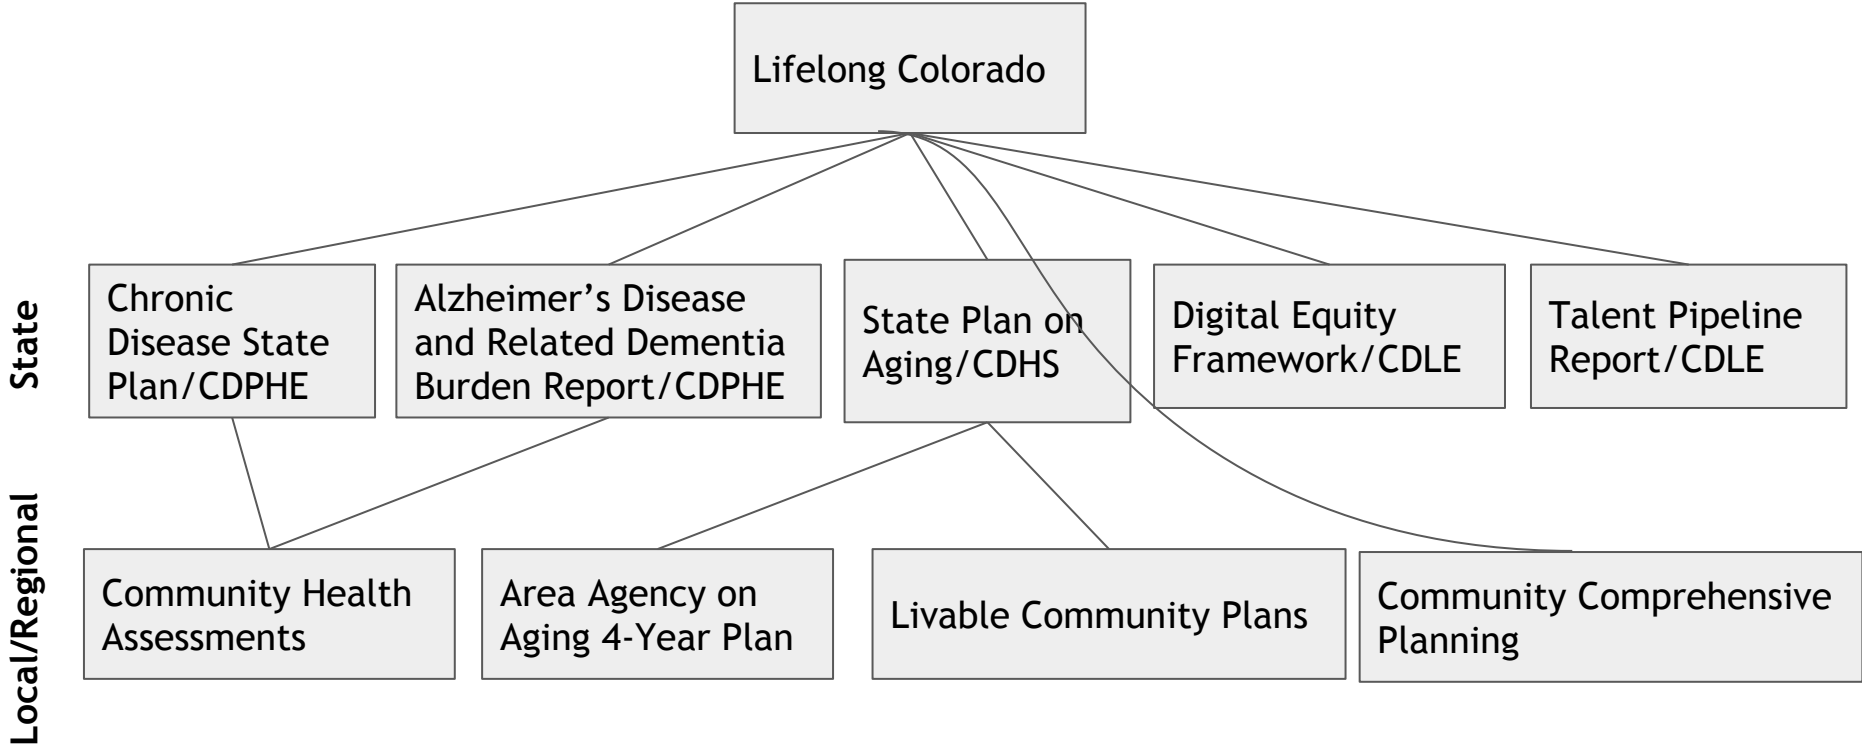 Lifelong Colorado
State
Chronic
Disease State
Plan/CDPHE
Alzheimer’s Disease
and Related Dementia
Burden Report/CDPHE
State Plan on
Aging/CDHS
Digital Equity
Framework/CDLE
Talent Pipeline
Report/CDLE
Local/Regional
Community Health
Assessments
Area Agency on
Aging 4-Year Plan
Livable Community Plans
Community Comprehensive
Planning